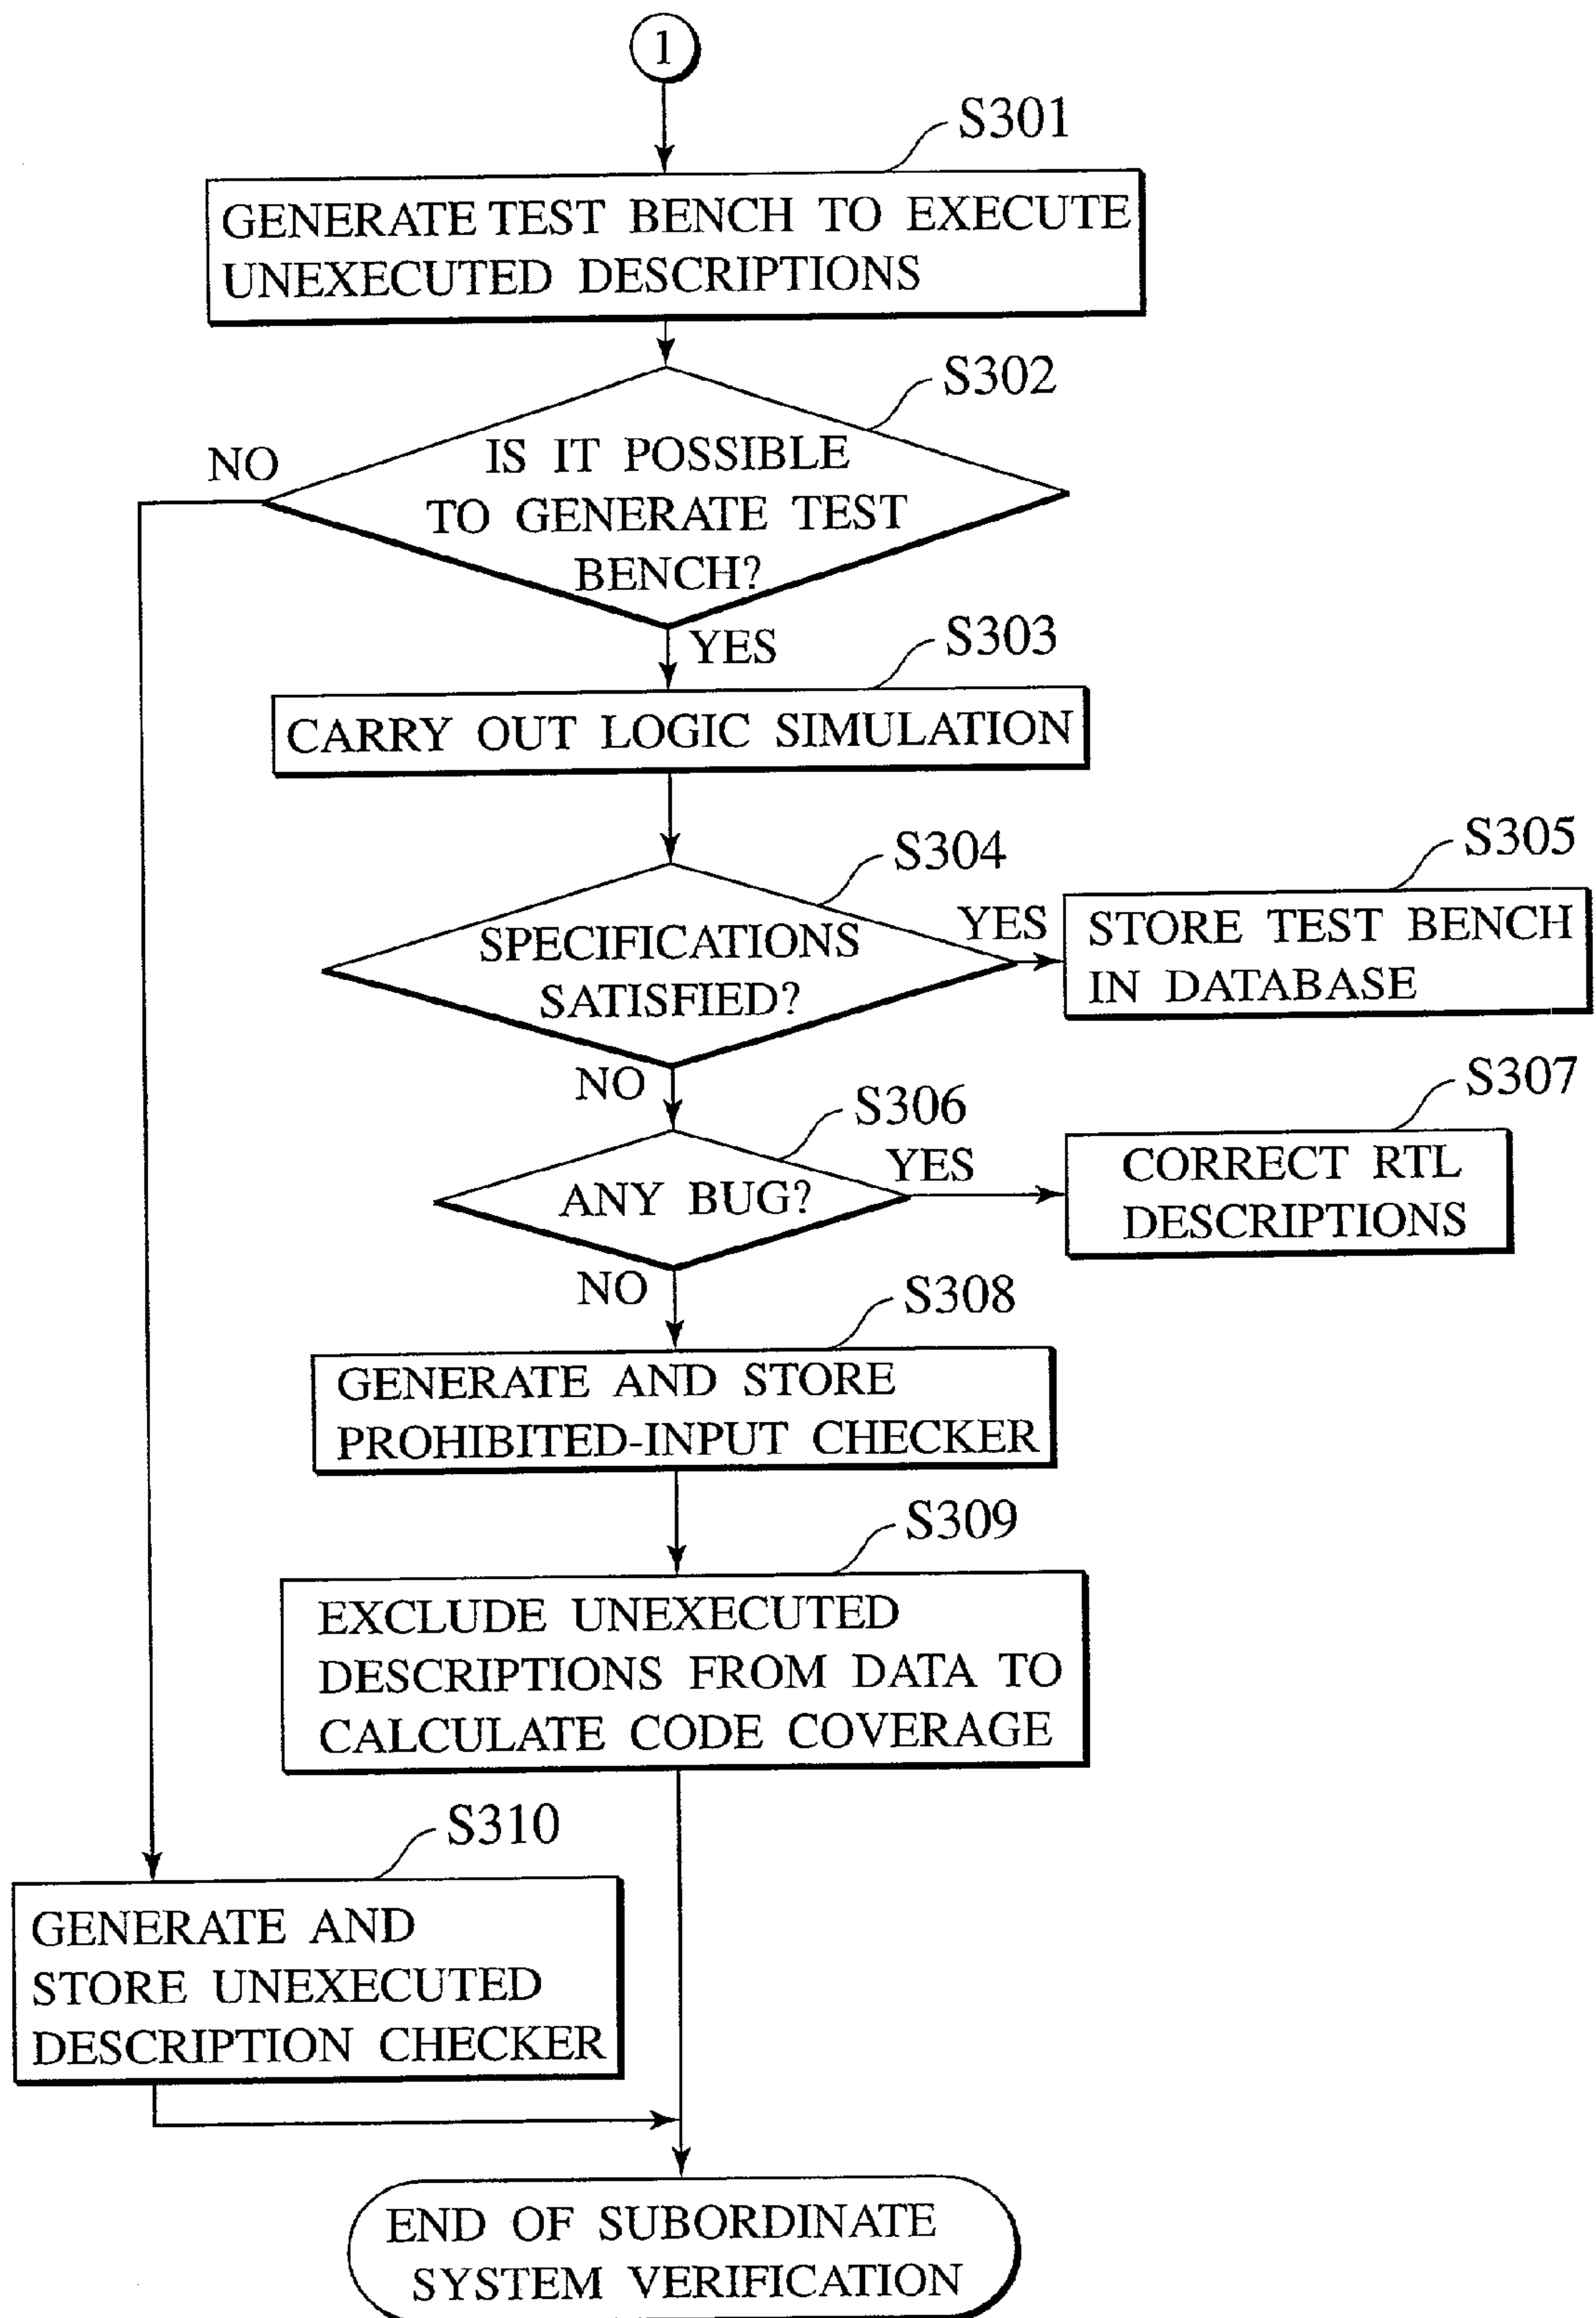 1
S301
GENERATE TEST BENCH TO EXECUTE
UNEXECUTED DESCRIPTIONS
S302
NO
IS IT POSSIBLE
TO GENERATE TEST
BENCH?
YES
S303
CARRY OUT LOGIC SIMULATION
S304
S305
SPECIFICATIONS
SATISFIED?
YES
STORE TEST BENCH
IN DATABASE
NO
S306
S307
ANY BUG?
YES
CORRECT RTL
DESCRIPTIONS
NO
S308
GENERATE AND STORE
PROHIBITED-INPUT CHECKER
S309
EXCLUDE UNEXECUTED
DESCRIPTIONS FROM DATA TO
CALCULATE CODE COVERAGE
S310
GENERATE AND
STORE UNEXECUTED
DESCRIPTION CHECKER
END OF SUBORDINATE
SYSTEM VERIFICATION